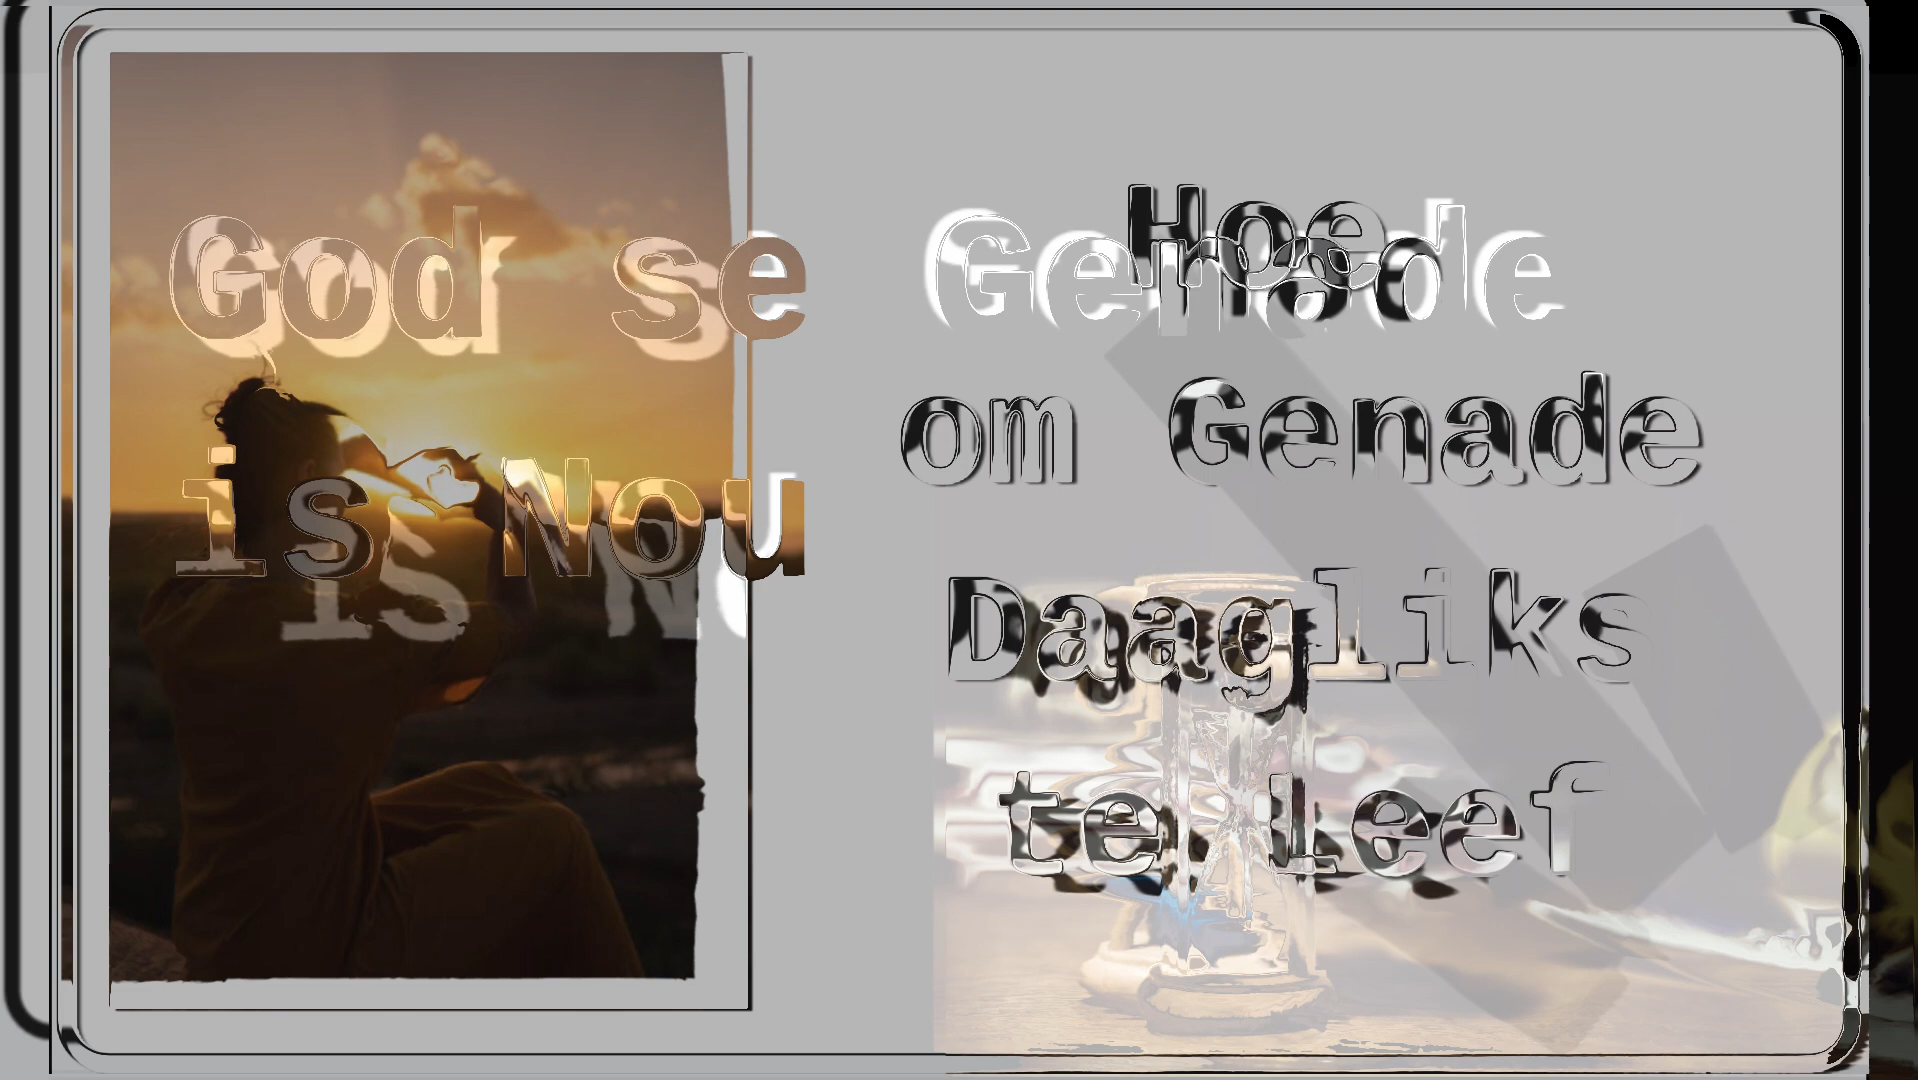 God se Genade
is Nou
Hoe
om Genade
Daagliks
te leef